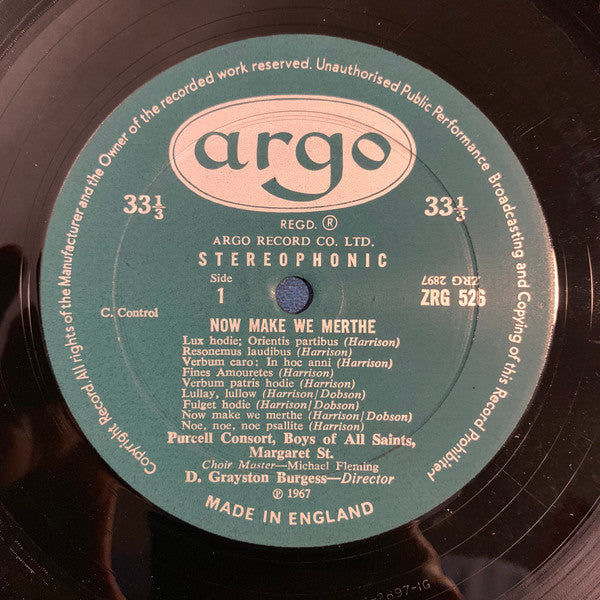 Copyright Record. All rights of the Manufacturer and the Owner of the recorded work reserved. Unauthorised Public Performance Broadcasting and Copying of this Record Prohibited
argo
33⅓
33⅓
REGD. ®
ARGO RECORD CO. LTD.
STEREOPHONIC
Side
1
ZRG 2897
ZRG 526
C. Control
NOW MAKE WE MERTHE
Lux hodie; Orientis partibus (Harrison)
Resonemus laudibus (Harrison)
Verbum caro: In hoc anni (Harrison)
Fines Amouretes (Harrison)
Verbum patris hodie (Harrison)
Lullay, lullow (Harrison/Dobson)
Fulget hodie (Harrison/Dobson)
Now make we merthe (Harrison/Dobson)
Noe, noe, noe psallite (Harrison)
Purcell Consort, Boys of All Saints,
Margaret St.
Choir Master—Michael Fleming
D. Grayston Burgess—Director
℗ 1967
MADE IN ENGLAND
-2897-1G